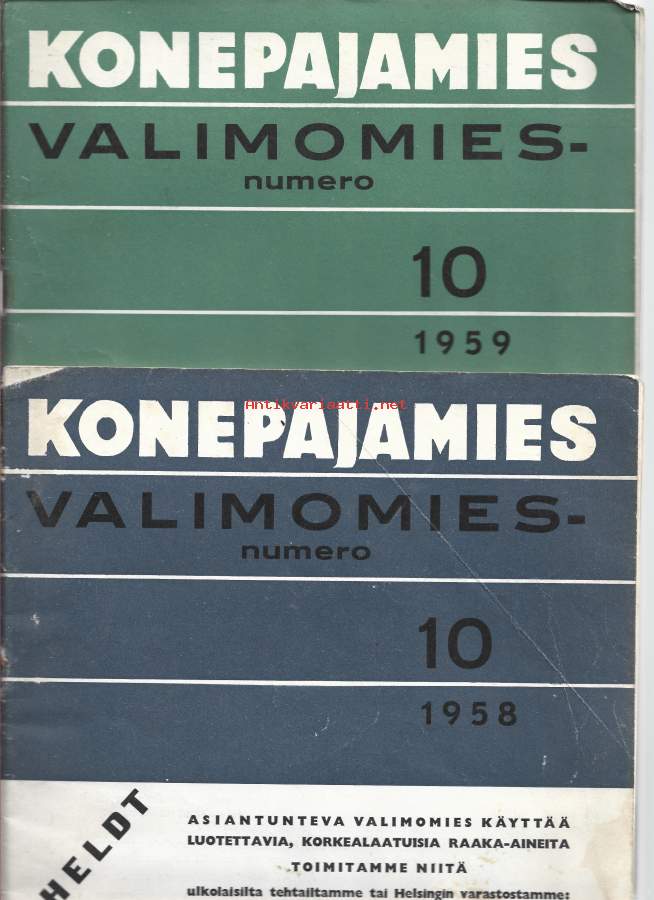 KONEPAJAMIES
VALIMOMIES-
numero
10
1959
Antikvariaatti.net
KONEPAJAMIES
VALIMOMIES-
numero
10
1958
HELDT
ASIANTUNTEVA VALIMOMIES KÄYTTÄÄ
LUOTETTAVIA, KORKEALAATUISIA RAAKA-AINEITA
TOIMITAMME NIITÄ
ulkolaisilta tehtailtamme tai Helsingin varastostamme: